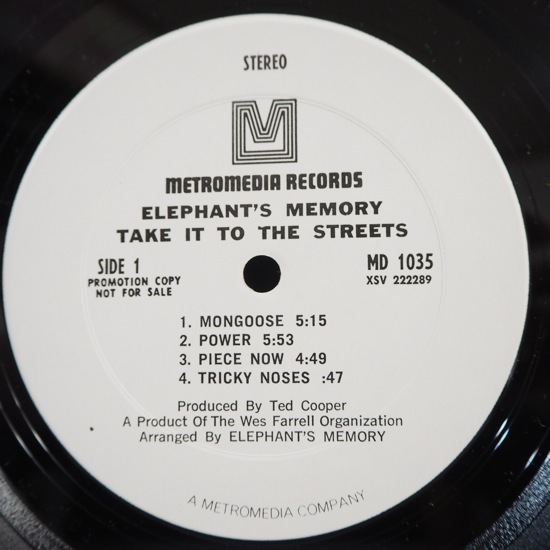 STEREO
M
METROMEDIA RECORDS
ELEPHANT'S MEMORY
TAKE IT TO THE STREETS
SIDE 1
PROMOTION COPY
NOT FOR SALE
MD 1035
XSV 222289
1. MONGOOSE 5:15
2. POWER 5:53
3. PIECE NOW 4:49
4. TRICKY NOSES :47
Produced By Ted Cooper
A Product Of The Wes Farrell Organization
Arranged By ELEPHANT'S MEMORY
A METROMEDIA COMPANY